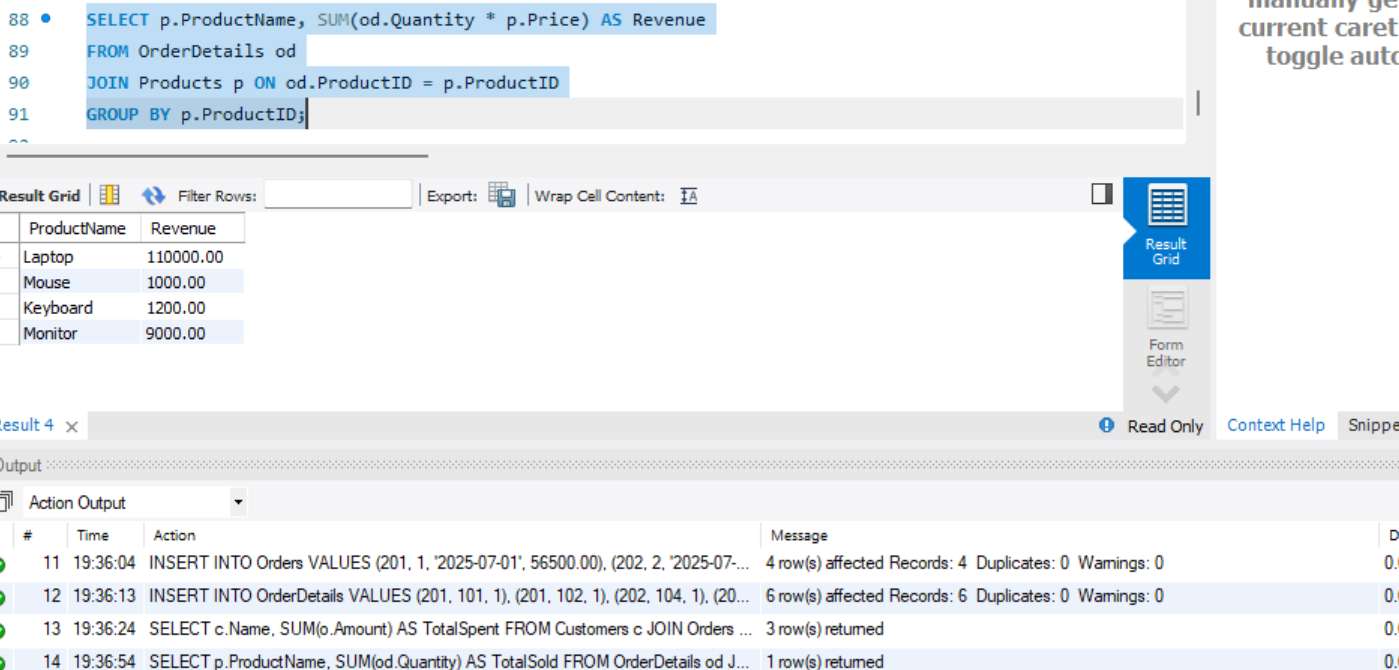 manually ge
88 SELECT p.ProductName, SUM(od.Quantity * p.Price) AS Revenue
current caret
89 FROM OrderDetails od
toggle auto
90 JOIN Products p ON od.ProductID = p.ProductID
91 GROUP BY p.ProductID;
Result Grid Filter Rows: Export: Wrap Cell Content: IA
ProductName Revenue
Laptop 110000.00
Mouse 1000.00
Keyboard 1200.00
Monitor 9000.00
Result
Grid
Form
Editor
Result 4 Read Only Context Help Snippe
Output
Action Output
# Time Action Message D
11 19:36:04 INSERT INTO Orders VALUES (201, 1, '2025-07-01', 56500.00), (202, 2, '2025-07-... 4 row(s) affected Records: 4 Duplicates: 0 Warnings: 0 0.
12 19:36:13 INSERT INTO OrderDetails VALUES (201, 101, 1), (201, 102, 1), (202, 104, 1), (20... 6 row(s) affected Records: 6 Duplicates: 0 Warnings: 0 0.
13 19:36:24 SELECT c.Name, SUM(o.Amount) AS TotalSpent FROM Customers c JOIN Orders ... 3 row(s) returned 0.
14 19:36:54 SELECT p.ProductName, SUM(od.Quantity) AS TotalSold FROM OrderDetails od J... 1 row(s) returned 0.